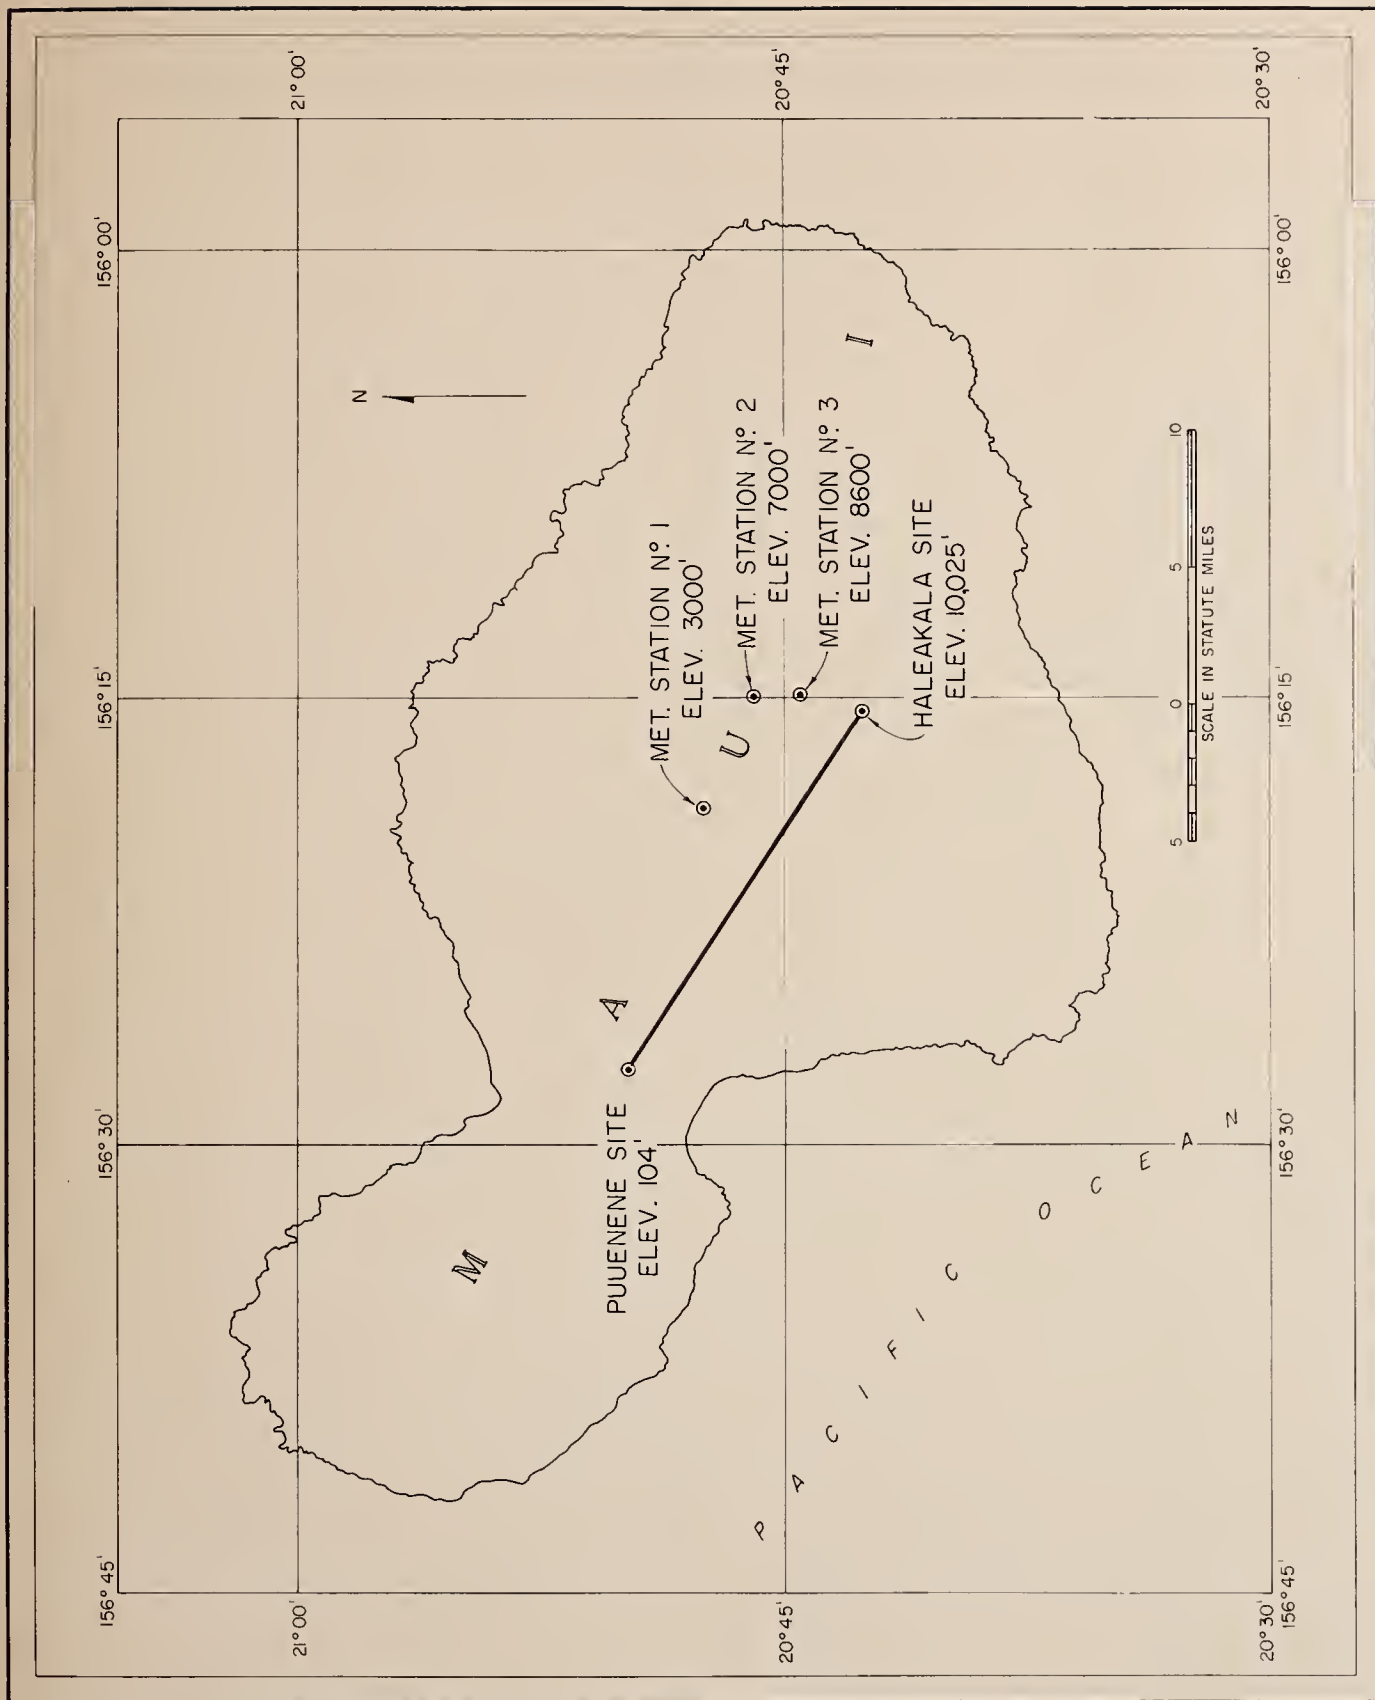 156° 45'
156° 30'
156° 15'
156° 00'
21° 00'
21° 00'
N
M
A
U
I
MET. STATION Nº. 1
ELEV. 3000'
PUUENENE SITE
ELEV. 104'
MET. STATION Nº. 2
ELEV. 7000'
20° 45'
20° 45'
MET. STATION Nº. 3
ELEV. 8600'
HALEAKALA SITE
ELEV. 10,025'
PACIFIC OCEAN
5 0 5 10
SCALE IN STATUTE MILES
20° 30'
20° 30'
156° 45'
156° 30'
156° 15'
156° 00'